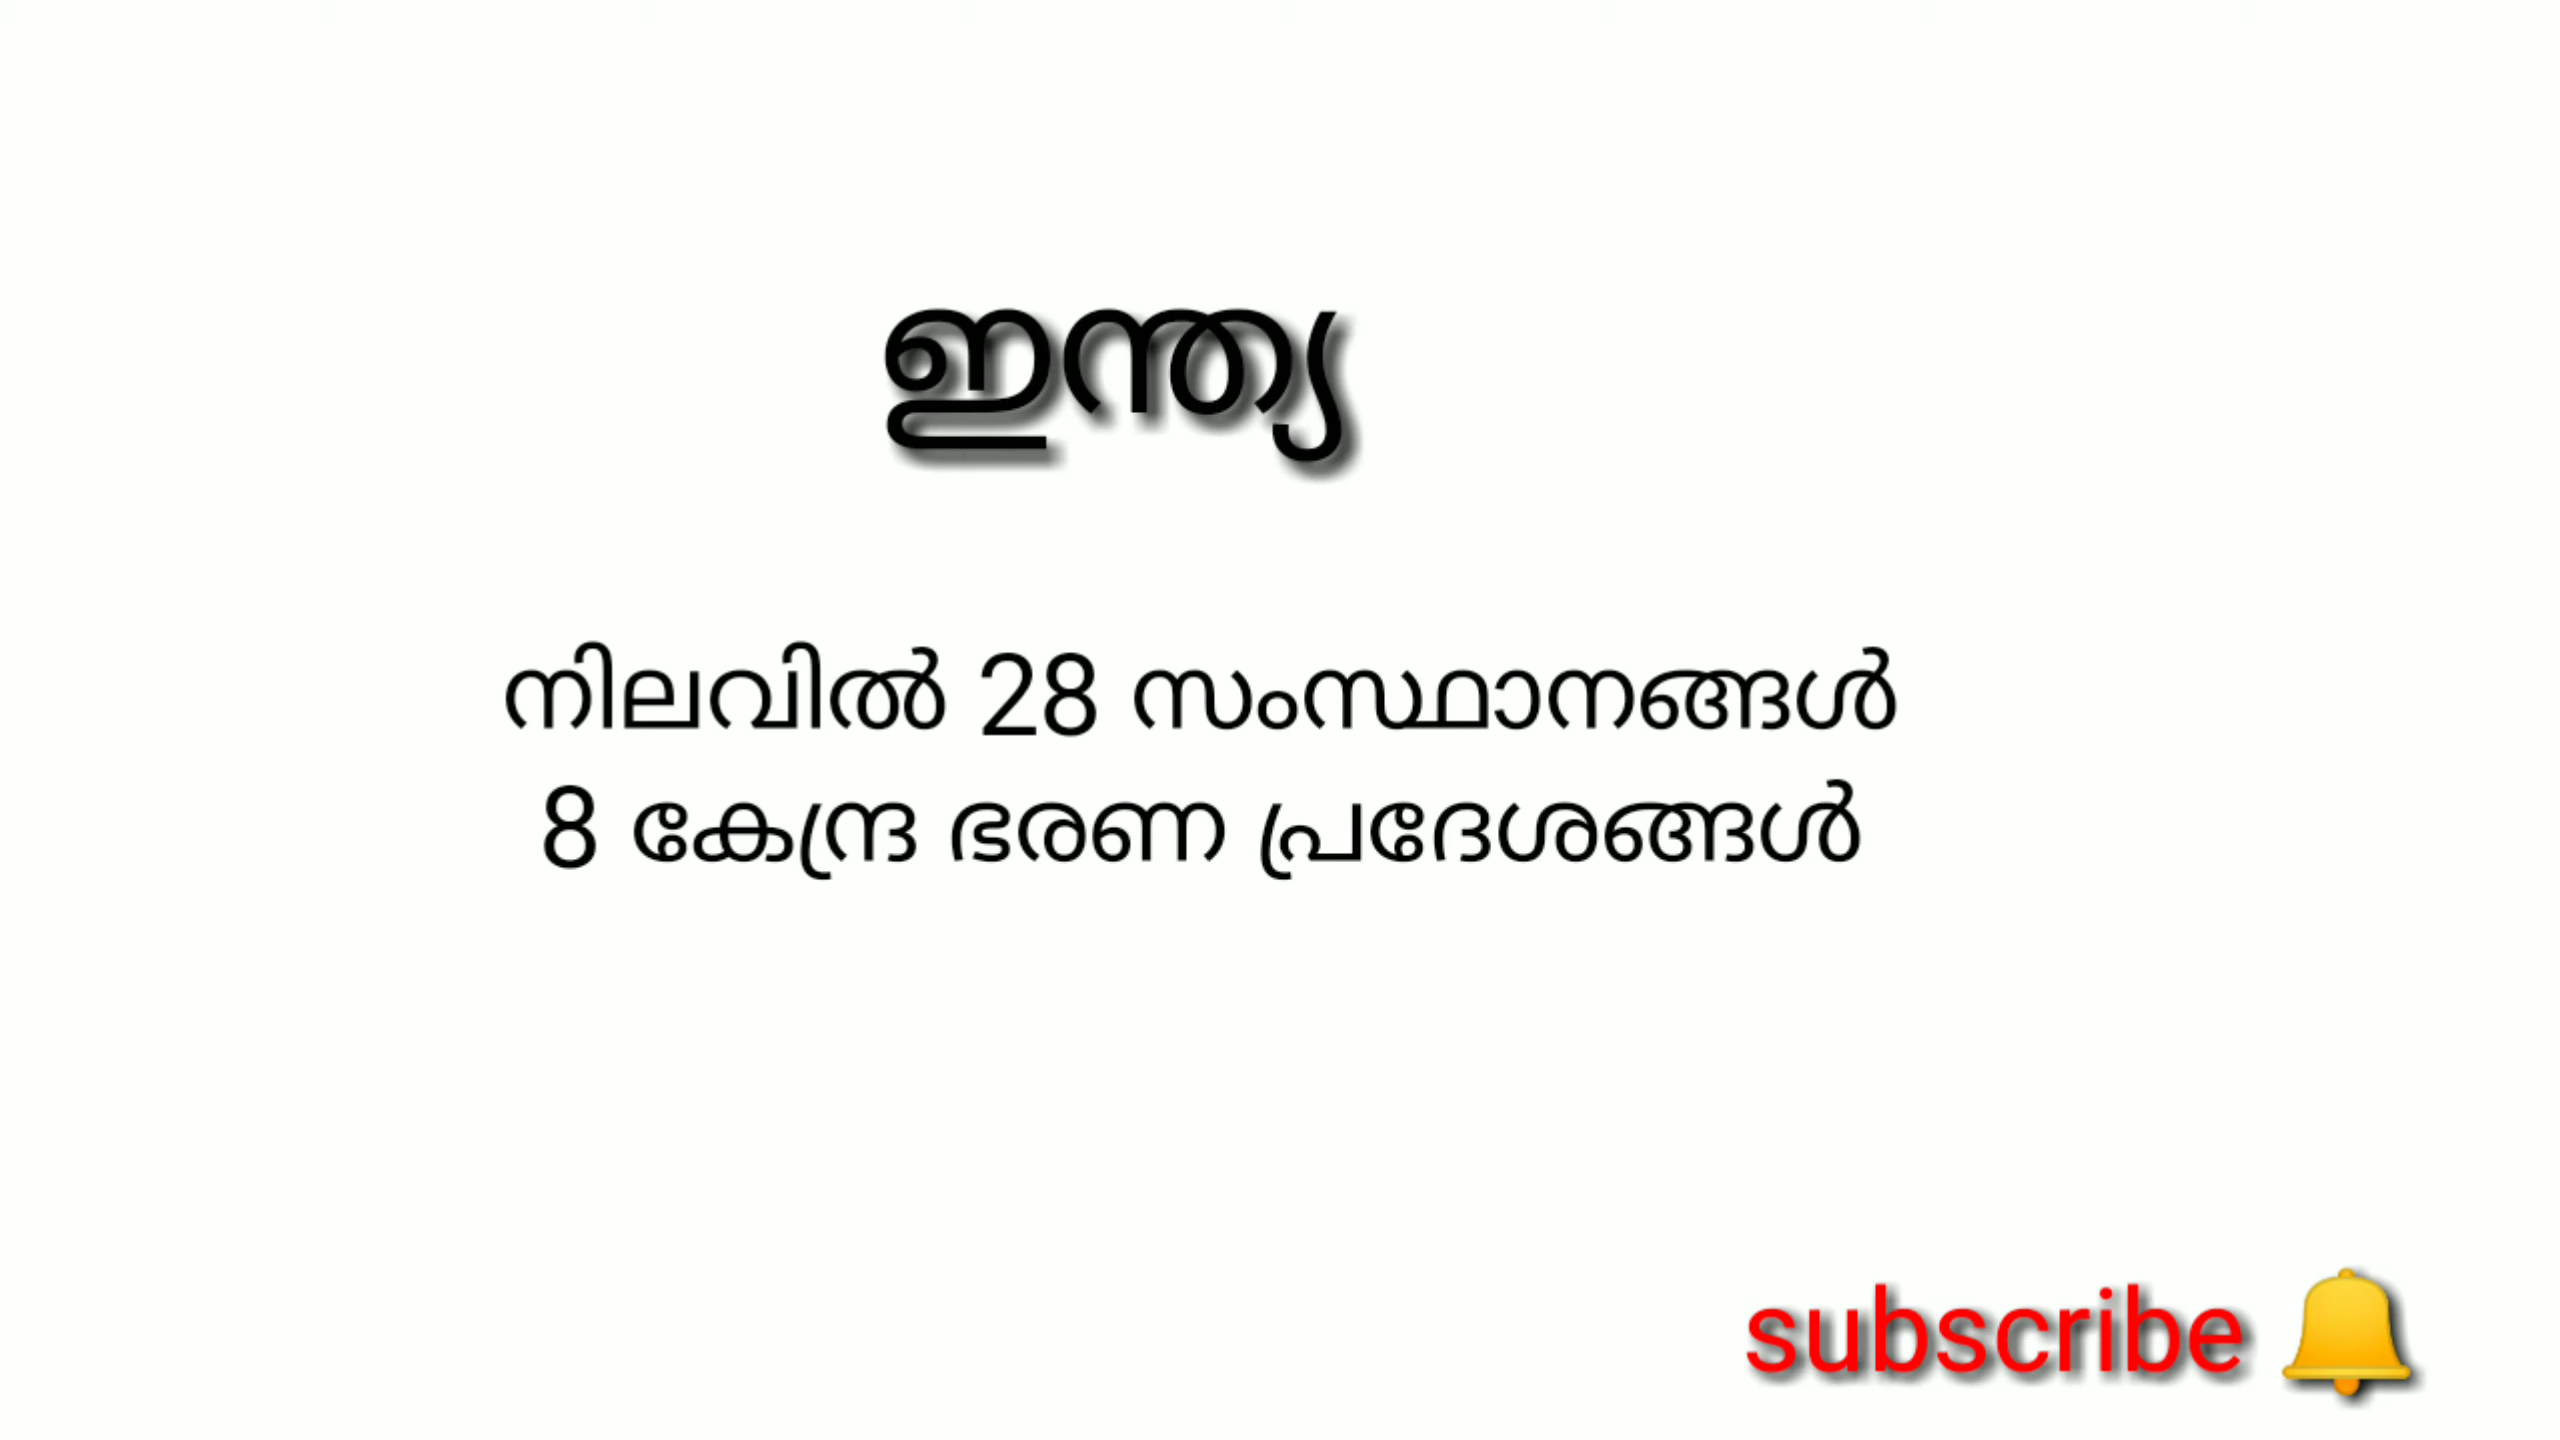 ഇന്ത്യ
നിലവിൽ 28 സംസ്ഥാനങ്ങൾ
8 കേന്ദ്ര ഭരണ പ്രദേശങ്ങൾ
subscribe 🔔